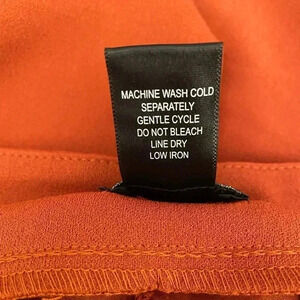 MACHINE WASH COLD
SEPARATELY
GENTLE CYCLE
DO NOT BLEACH
LINE DRY
LOW IRON